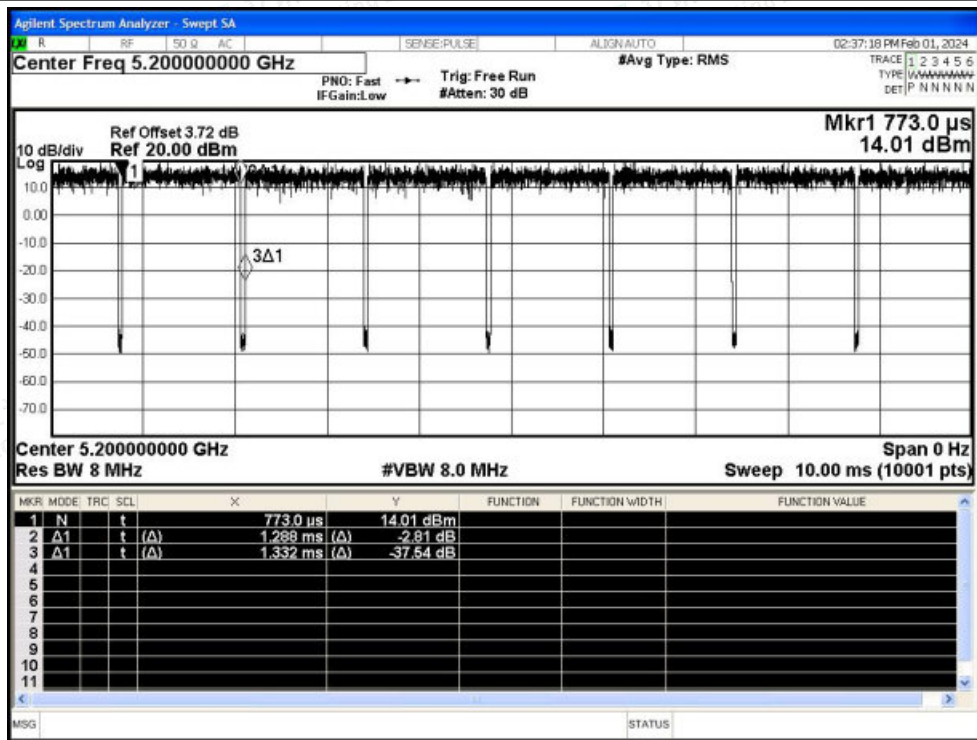 Agilent Spectrum Analyzer - Swept SA
LXI R RF 50 Ω AC SENSE:PULSE ALIGNAUTO 02:37:18 PM Feb 01, 2024
Center Freq 5.200000000 GHz #Avg Type: RMS TRACE 1 2 3 4 5 6
PNO: Fast Trig: Free Run TYPE WWWWWW
IFGain:Low #Atten: 30 dB DET P N N N N N
Mkr1 773.0 µs
Ref Offset 3.72 dB
10 dB/div Ref 20.00 dBm 14.01 dBm
Log
1
10.0
0.00
-10.0
3Δ1
-20.0
-30.0
-40.0
-50.0
-60.0
-70.0
Center 5.200000000 GHz Span 0 Hz
Res BW 8 MHz #VBW 8.0 MHz Sweep 10.00 ms (10001 pts)
MKR MODE TRC SCL X Y FUNCTION FUNCTION WIDTH FUNCTION VALUE
1 N t 773.0 µs 14.01 dBm
2 Δ1 t (Δ) 1.288 ms (Δ) -2.81 dB
3 Δ1 t (Δ) 1.332 ms (Δ) -37.54 dB
4
5
6
7
8
9
10
11
MSG STATUS